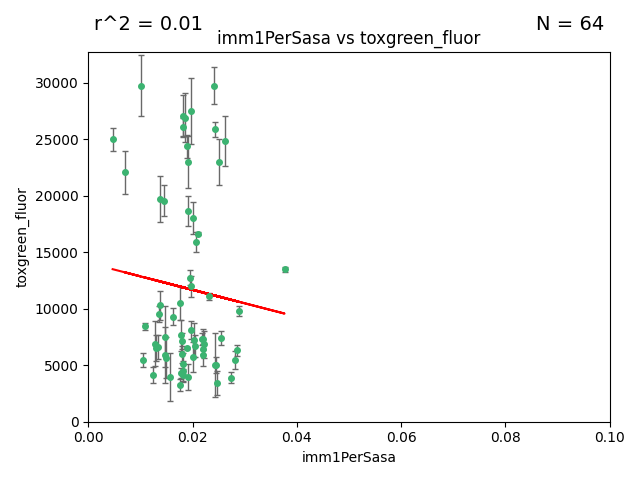 r^2 = 0.01
N = 64
imm1PerSasa vs toxgreen_fluor
toxgreen_fluor
30000
25000
20000
15000
10000
5000
0
0.00
0.02
0.04
0.06
0.08
0.10
imm1PerSasa